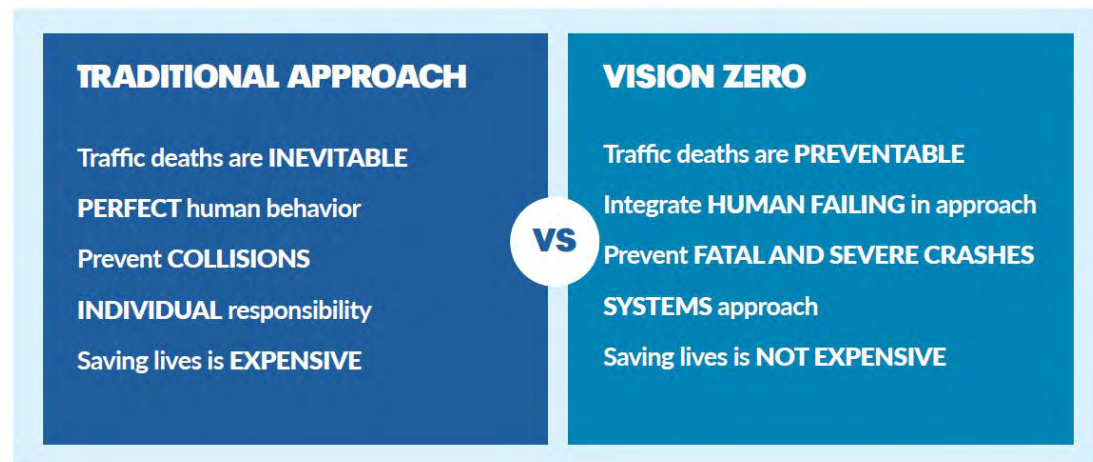 TRADITIONAL APPROACH
Traffic deaths are INEVITABLE
PERFECT human behavior
Prevent COLLISIONS
INDIVIDUAL responsibility
Saving lives is EXPENSIVE
VS
VISION ZERO
Traffic deaths are PREVENTABLE
Integrate HUMAN FAILING in approach
Prevent FATAL AND SEVERE CRASHES
SYSTEMS approach
Saving lives is NOT EXPENSIVE